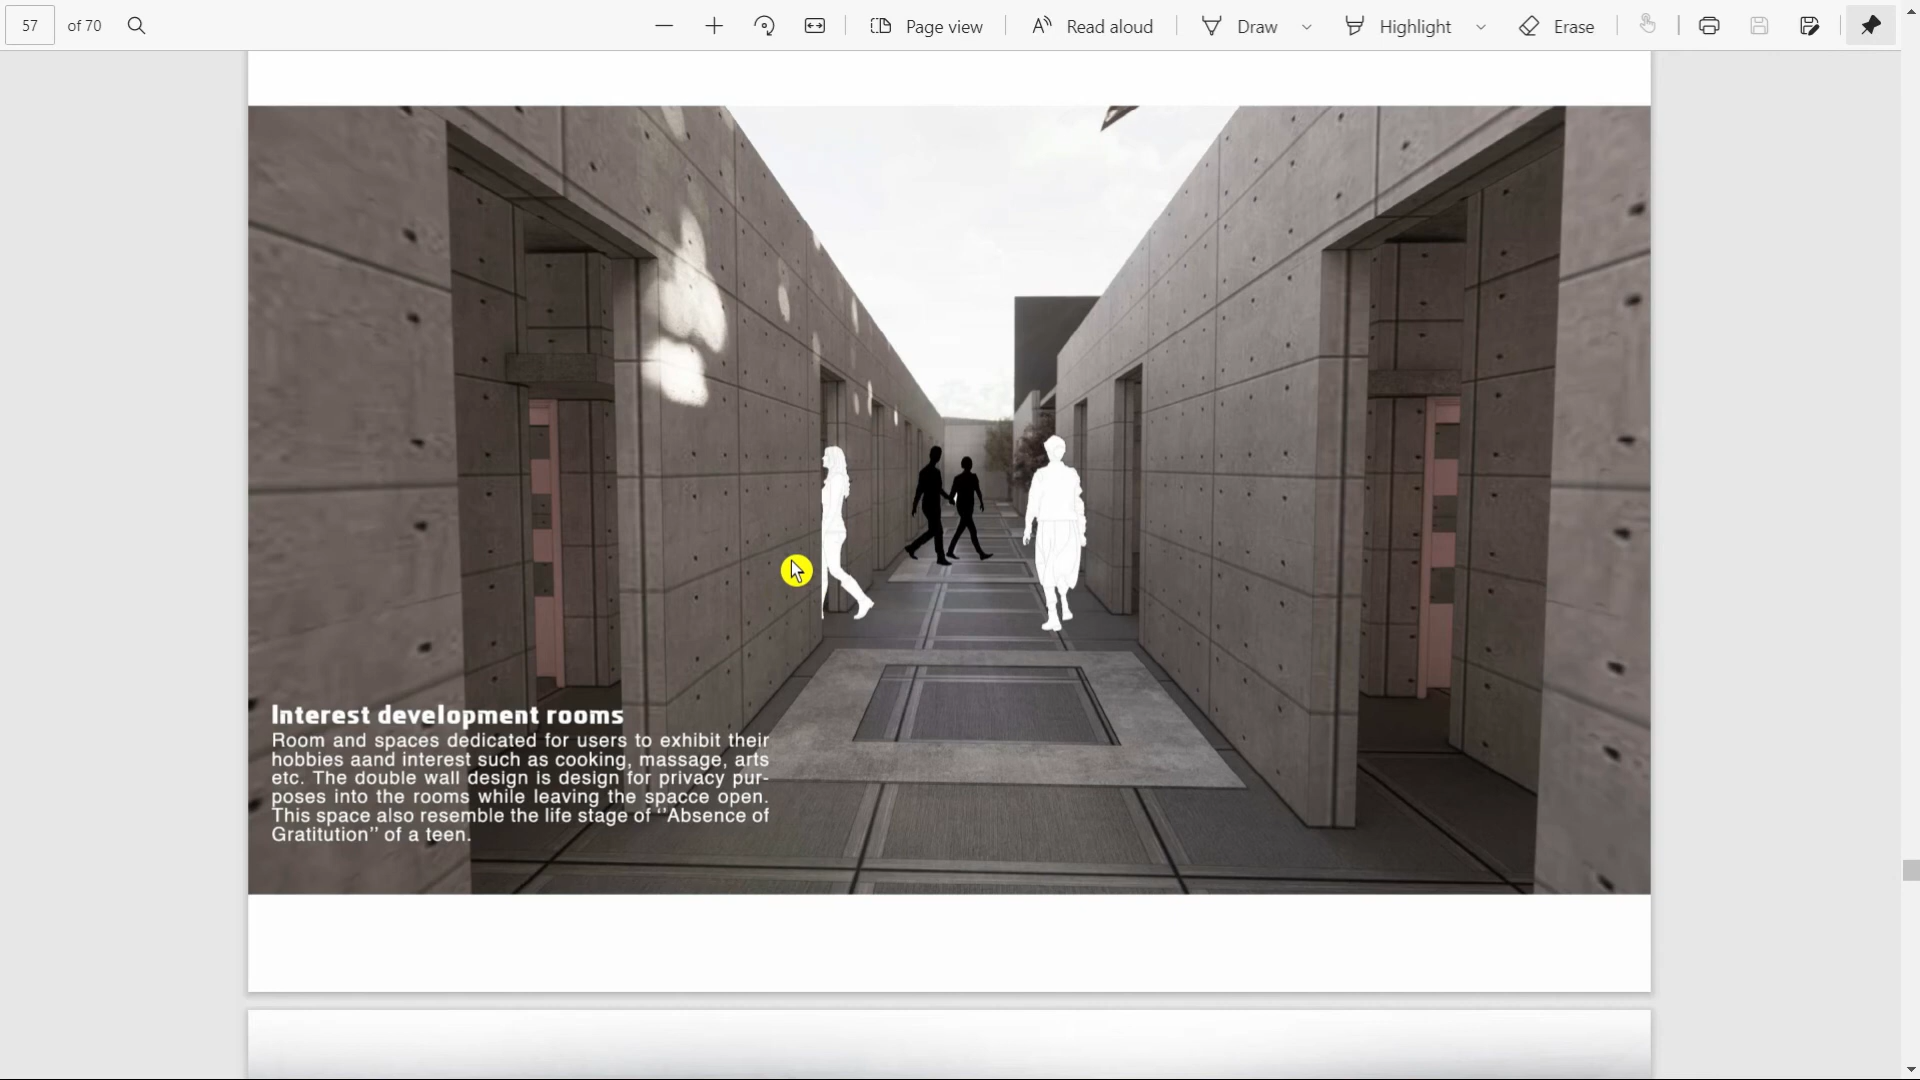 57 of 70 Page view Read aloud Draw Highlight Erase
Interest development rooms
Room and spaces dedicated for users to exhibit their
hobbies aand interest such as cooking, massage, arts
etc. The double wall design is design for privacy pur-
poses into the rooms while leaving the spacce open.
This space also resemble the life stage of ‘’Absence of
Gratitution’’ of a teen.